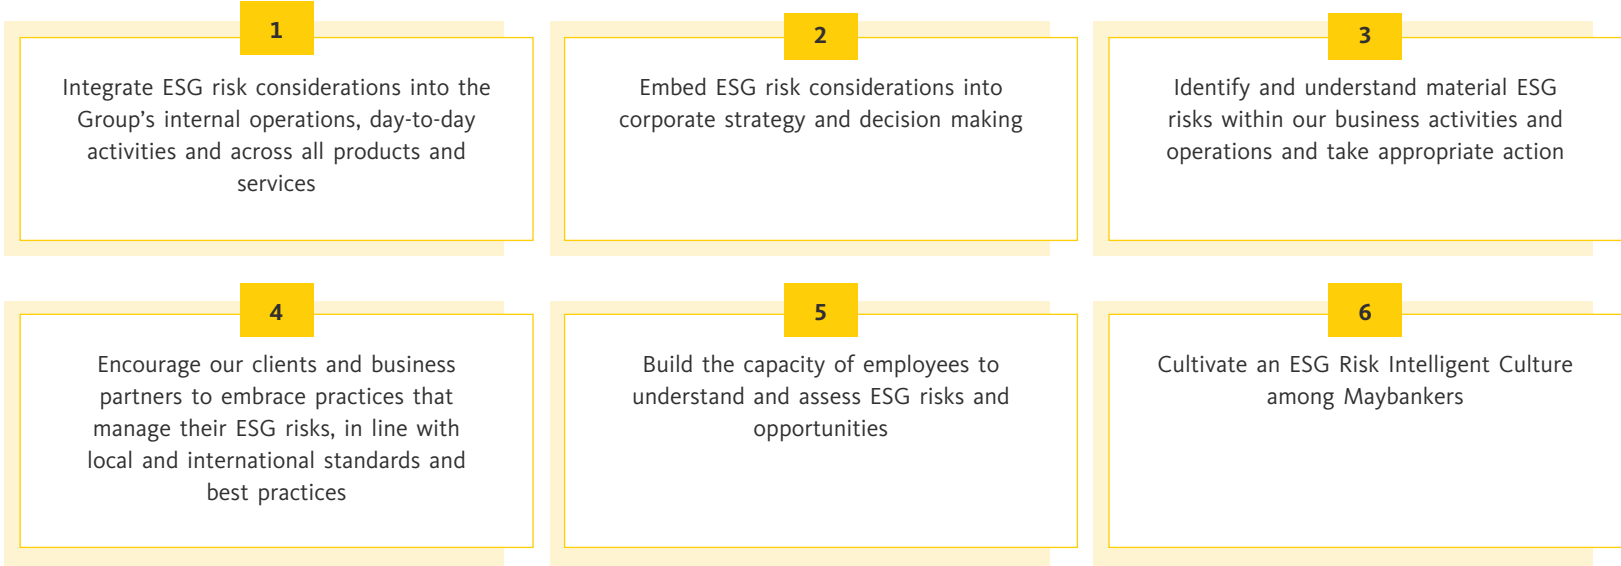 1
Integrate ESG risk considerations into the
Group's internal operations, day-to-day
activities and across all products and
services
2
Embed ESG risk considerations into
corporate strategy and decision making
3
Identify and understand material ESG
risks within our business activities and
operations and take appropriate action
4
Encourage our clients and business
partners to embrace practices that
manage their ESG risks, in line with
local and international standards and
best practices
5
Build the capacity of employees to
understand and assess ESG risks and
opportunities
6
Cultivate an ESG Risk Intelligent Culture
among Maybankers